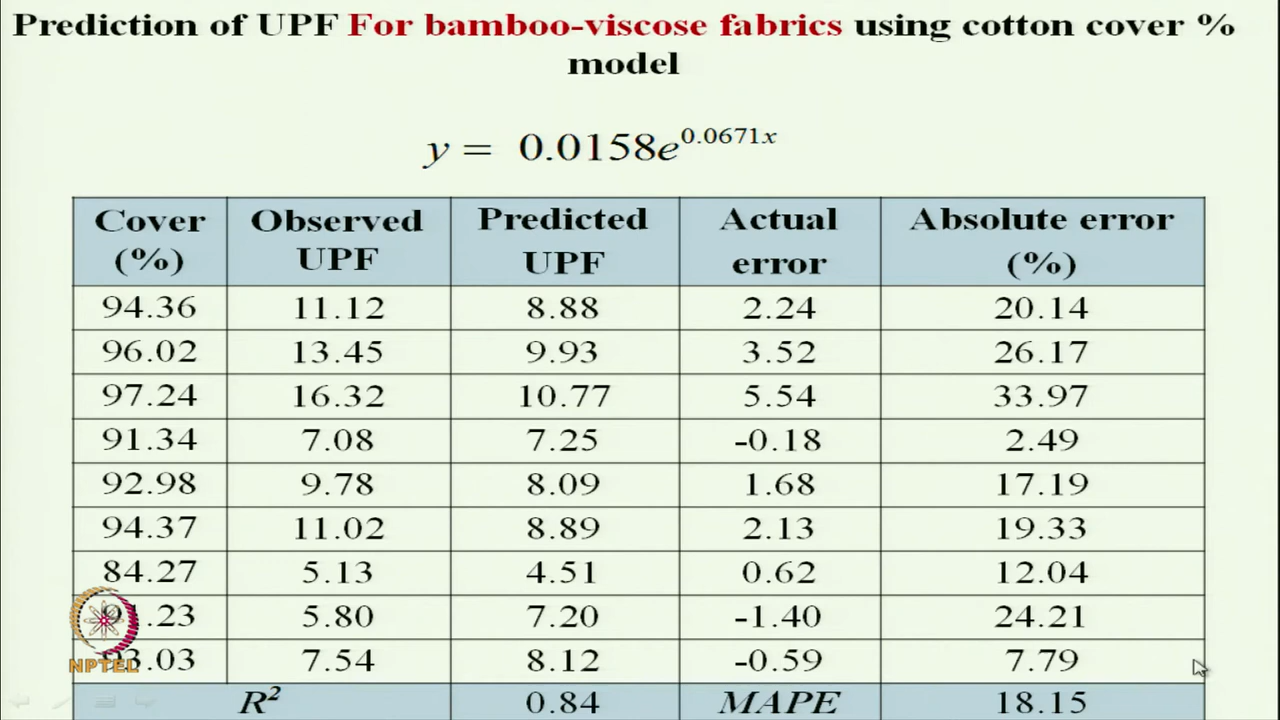 Prediction of UPF For bamboo-viscose fabrics using cotton cover %
model
y = 0.0158e^0.0671x
Cover (%) Observed UPF Predicted UPF Actual error Absolute error (%)
94.36 11.12 8.88 2.24 20.14
96.02 13.45 9.93 3.52 26.17
97.24 16.32 10.77 5.54 33.97
91.34 7.08 7.25 -0.18 2.49
92.98 9.78 8.09 1.68 17.19
94.37 11.02 8.89 2.13 19.33
84.27 5.13 4.51 0.62 12.04
.23 5.80 7.20 -1.40 24.21
3.03 7.54 8.12 -0.59 7.79
R² 0.84 MAPE 18.15
NPTEL